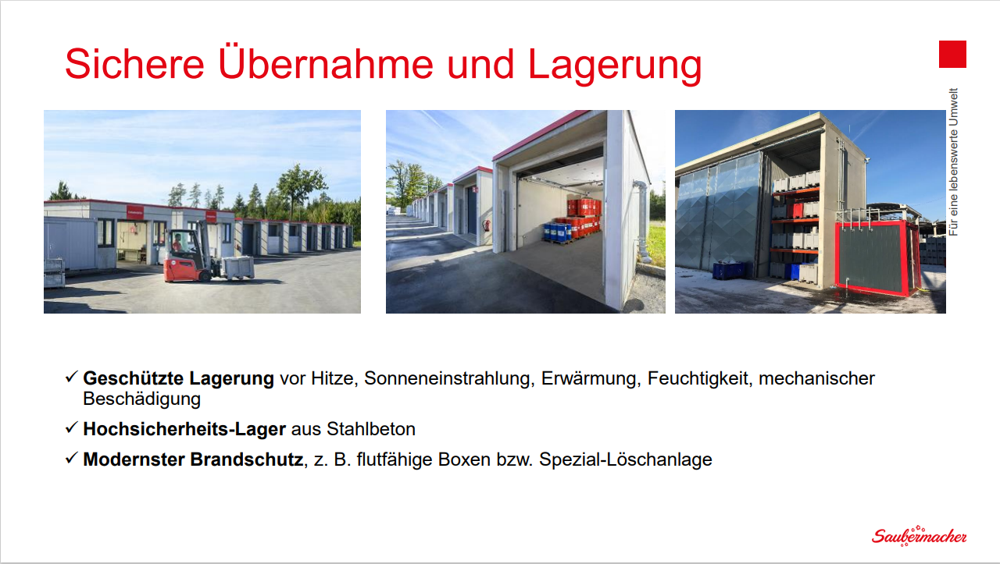 Sichere Übernahme und Lagerung
Für eine lebenswerte Umwelt
✓ Geschützte Lagerung vor Hitze, Sonneneinstrahlung, Erwärmung, Feuchtigkeit, mechanischer
Beschädigung
✓ Hochsicherheits-Lager aus Stahlbeton
✓ Modernster Brandschutz, z. B. flutfähige Boxen bzw. Spezial-Löschanlage
Saubermacher